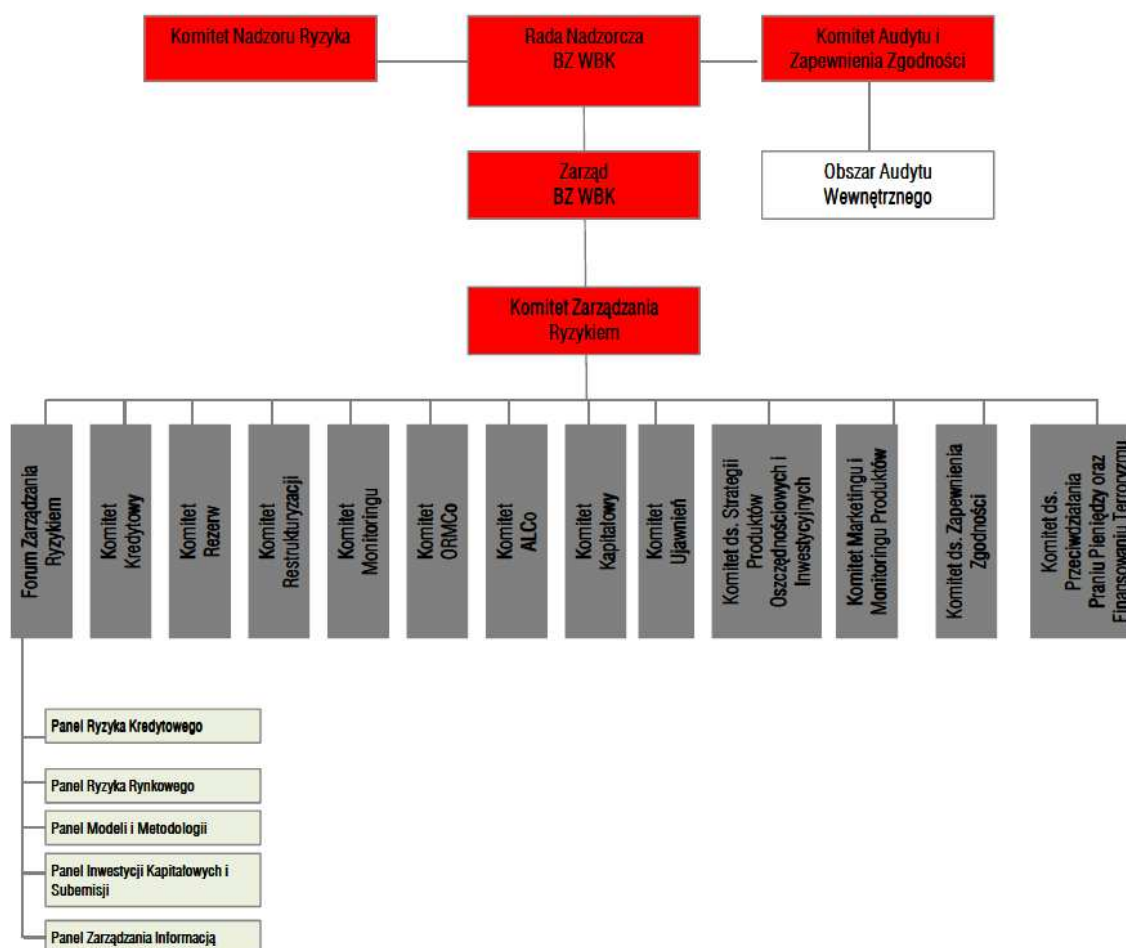 Komitet Nadzoru Ryzyka
Rada Nadzorcza
BZ WBK
Komitet Audytu i
Zapewnienia Zgodności
Zarząd
BZ WBK
Obszar Audytu
Wewnętrznego
Komitet Zarządzania
Ryzykiem
Forum Zarządzania
Ryzykiem
Komitet
Kredytowy
Komitet
Rezerw
Komitet
Restrukturyzacji
Komitet
Monitoringu
Komitet
ORMCo
Komitet
ALCo
Komitet
Kapitałowy
Komitet
Ujawnień
Komitet ds. Strategii
Produktów
Oszczędnościowych i
Inwestycyjnych
Komitet Marketingu i
Monitoringu Produktów
Komitet ds. Zapewnienia
Zgodności
Komitet ds.
Przeciwdziałania
Praniu Pieniędzy oraz
Finansowaniu Terroryzmu
Panel Ryzyka Kredytowego
Panel Ryzyka Rynkowego
Panel Modeli i Metodologii
Panel Inwestycji Kapitałowych i
Subemisji
Panel Zarządzania Informacją